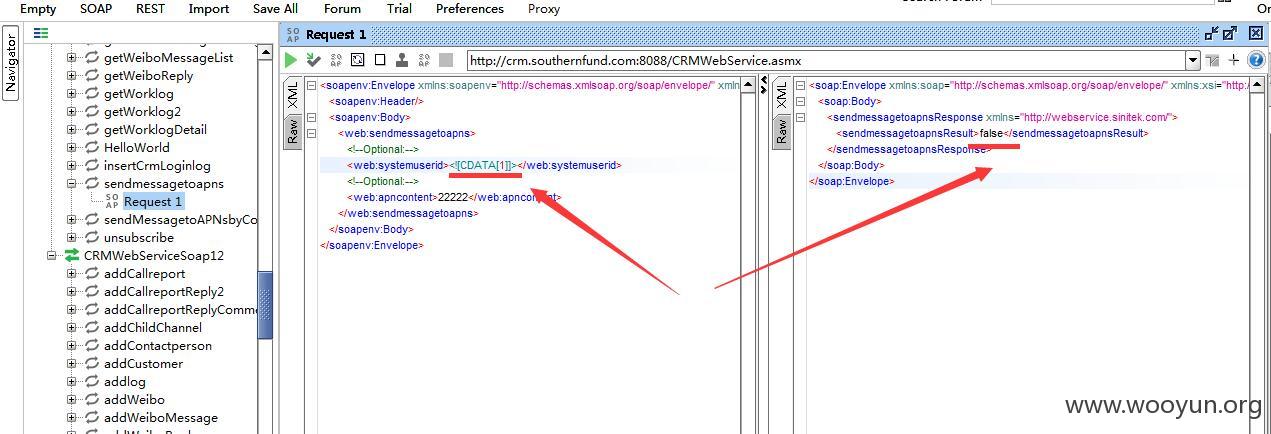 Empty SOAP REST Import Save All Forum Trial Preferences Proxy
Navigator
getWeiboMessageList
getWeiboReply
getWorklog
getWorklog2
getWorklogDetail
HelloWorld
insertCrmLoginlog
sendmessagetoapns
SOAP Request 1
sendMessagetoAPNsbyCo
unsubscribe
CRMWebServiceSoap12
addCallreport
addCallreportReply2
addCallreportReplyComme
addChildChannel
addContactperson
addCustomer
addlog
addWeibo
addWeiboMessage
SOAP Request 1
http://crm.southernfund.com:8088/CRMWebService.asmx
XML
Raw
<soapenv:Envelope xmlns:soapenv="http://schemas.xmlsoap.org/soap/envelope/" xmln
<soapenv:Header/>
<soapenv:Body>
<web:sendmessagetoapns>
<!--Optional:-->
<web:systemuserid><![CDATA[1]]></web:systemuserid>
<!--Optional:-->
<web:apncontent>22222</web:apncontent>
</web:sendmessagetoapns>
</soapenv:Body>
</soapenv:Envelope>
XML
Raw
<soap:Envelope xmlns:soap="http://schemas.xmlsoap.org/soap/envelope/" xmlns:xsi="http:/
<soap:Body>
<sendmessagetoapnsResponse xmlns="http://webservice.sinitek.com/">
<sendmessagetoapnsResult>false</sendmessagetoapnsResult>
</sendmessagetoapnsResponse>
</soap:Body>
</soap:Envelope>
www.wooyun.org